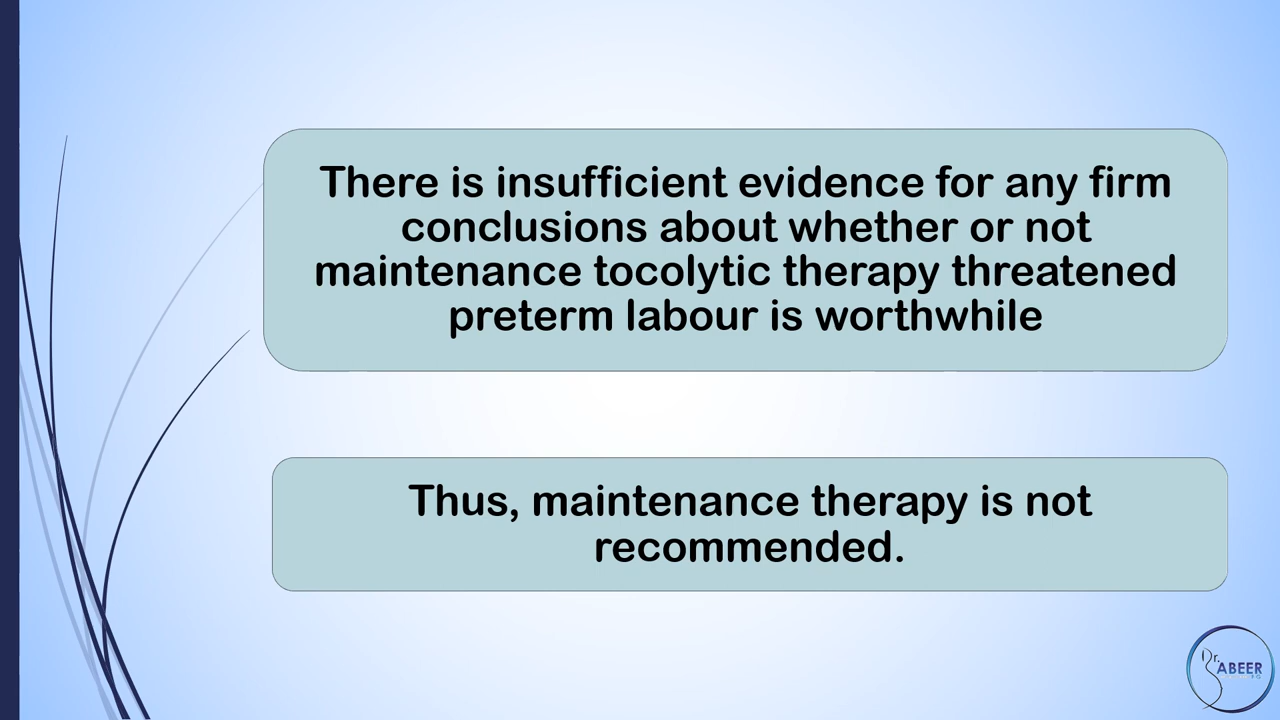 There is insufficient evidence for any firm
conclusions about whether or not
maintenance tocolytic therapy threatened
preterm labour is worthwhile
Thus, maintenance therapy is not
recommended.
Dr.
ABEER